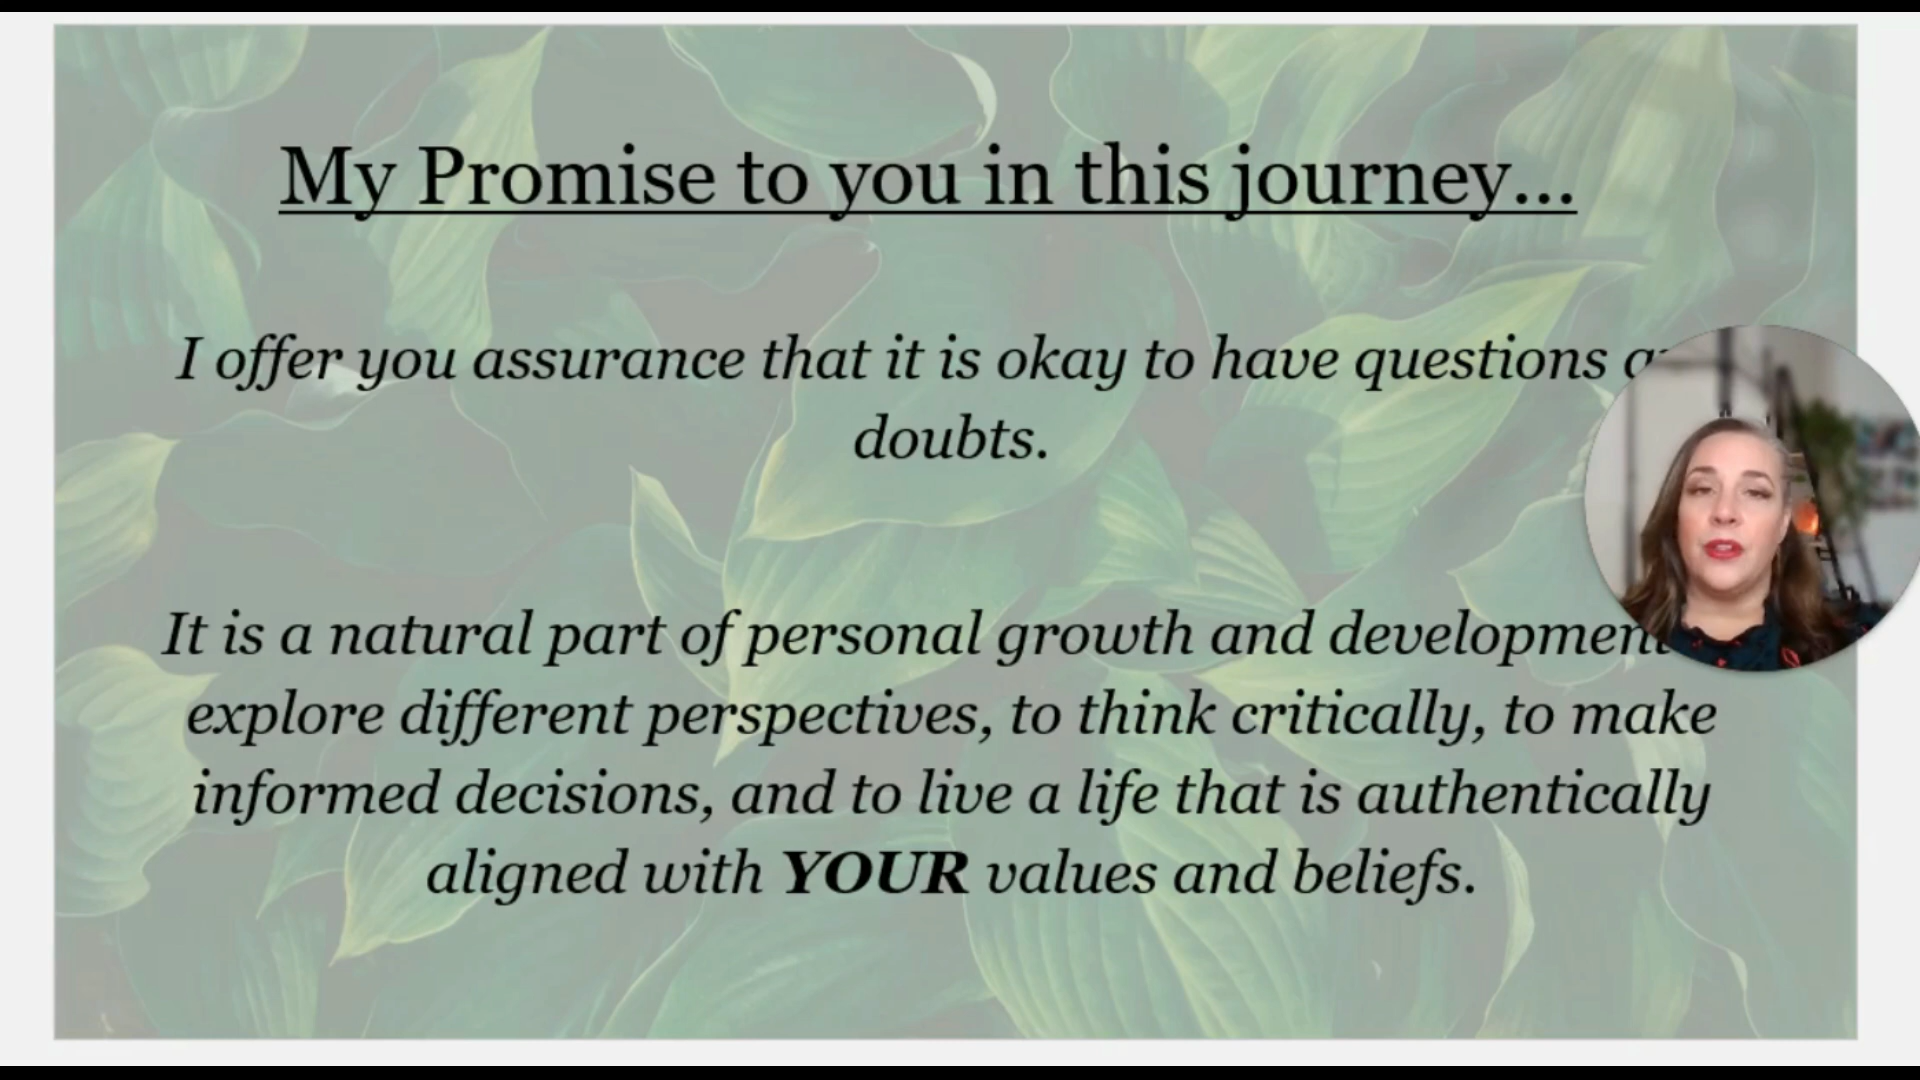 My Promise to you in this journey...
I offer you assurance that it is okay to have questions
doubts.
It is a natural part of personal growth and development
explore different perspectives, to think critically, to make
informed decisions, and to live a life that is authentically
aligned with YOUR values and beliefs.